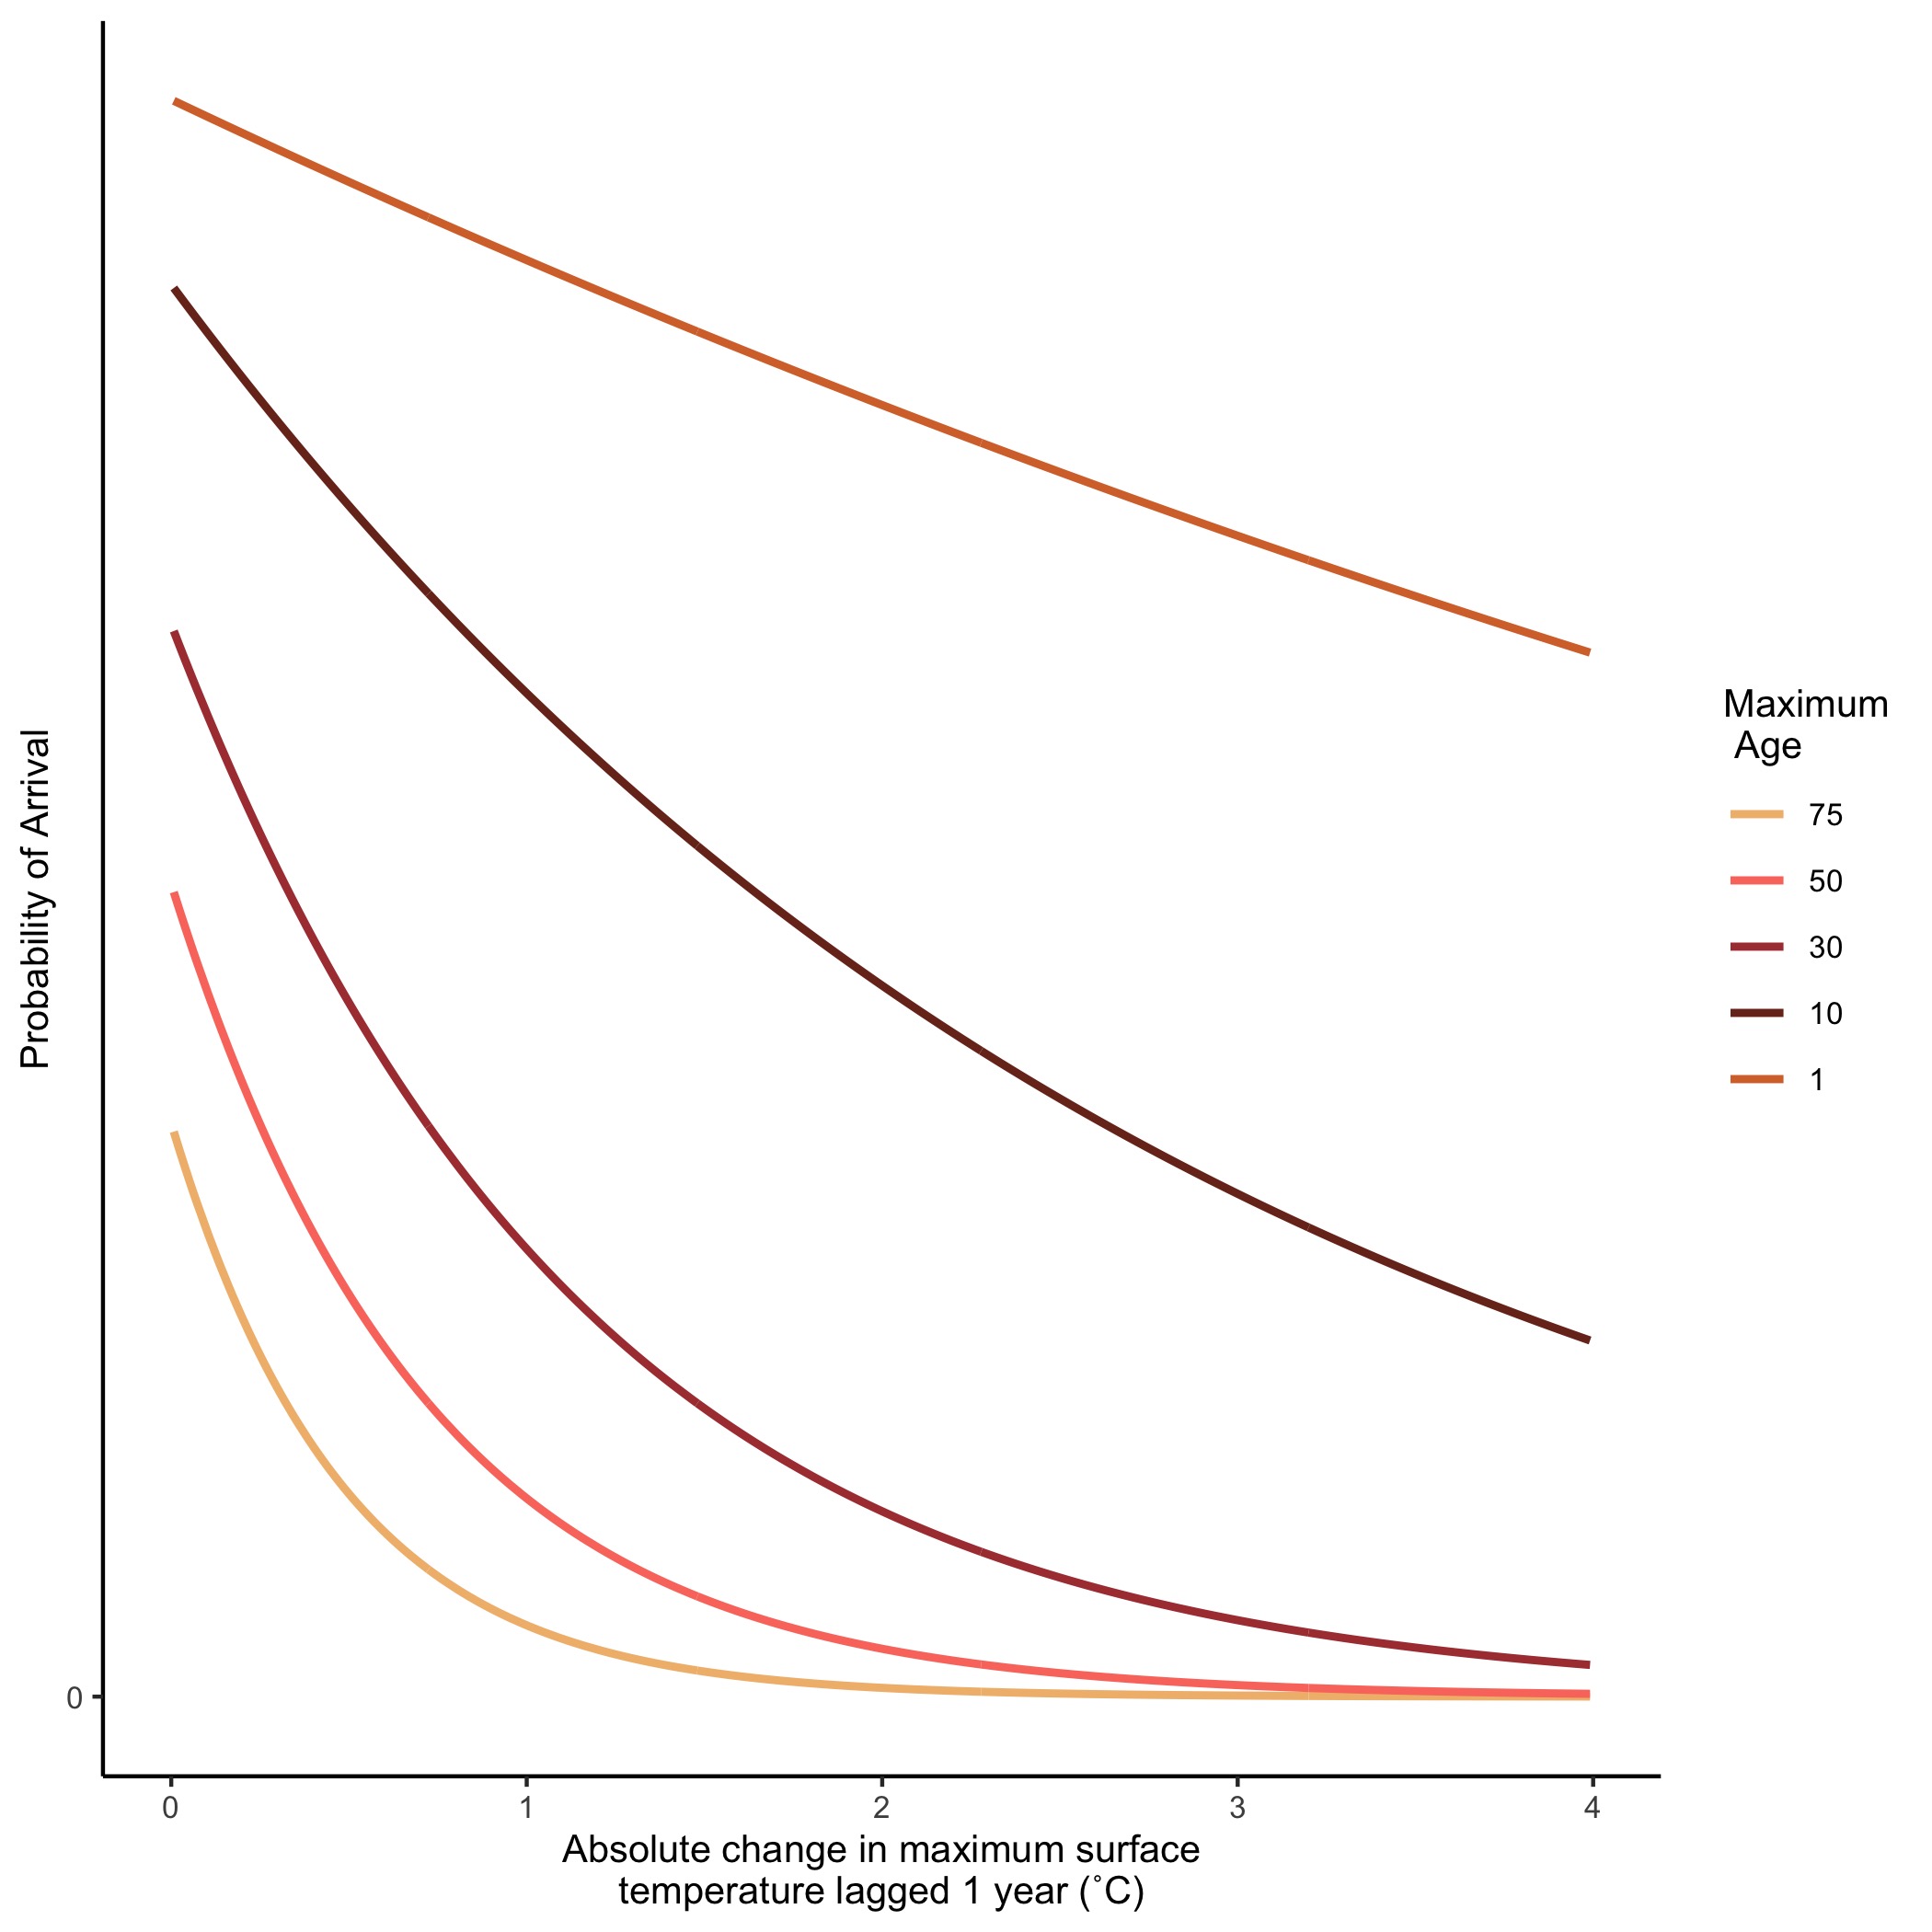 Probability of Arrival
0
0
1
2
3
4
Absolute change in maximum surface
temperature lagged 1 year (˚C)
Maximum
Age
75
50
30
10
1